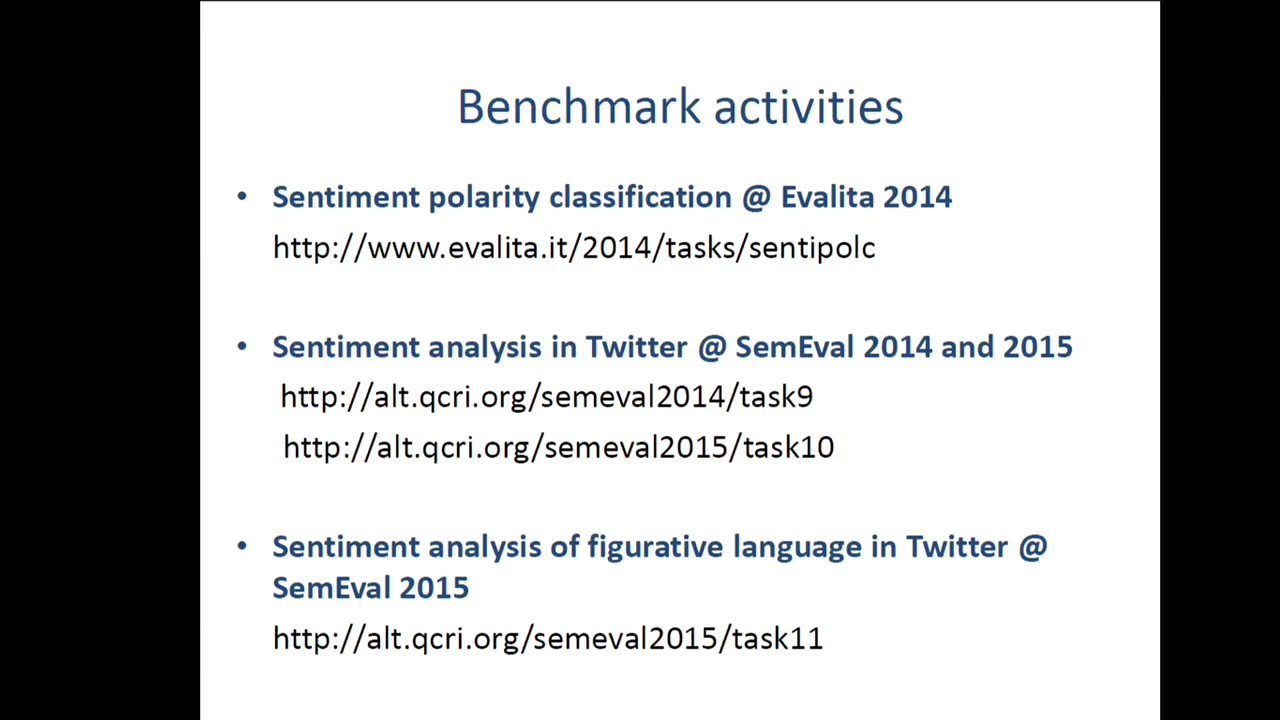 Benchmark activities
• Sentiment polarity classification @ Evalita 2014
http://www.evalita.it/2014/tasks/sentipolc
• Sentiment analysis in Twitter @ SemEval 2014 and 2015
http://alt.qcri.org/semeval2014/task9
http://alt.qcri.org/semeval2015/task10
• Sentiment analysis of figurative language in Twitter @
SemEval 2015
http://alt.qcri.org/semeval2015/task11